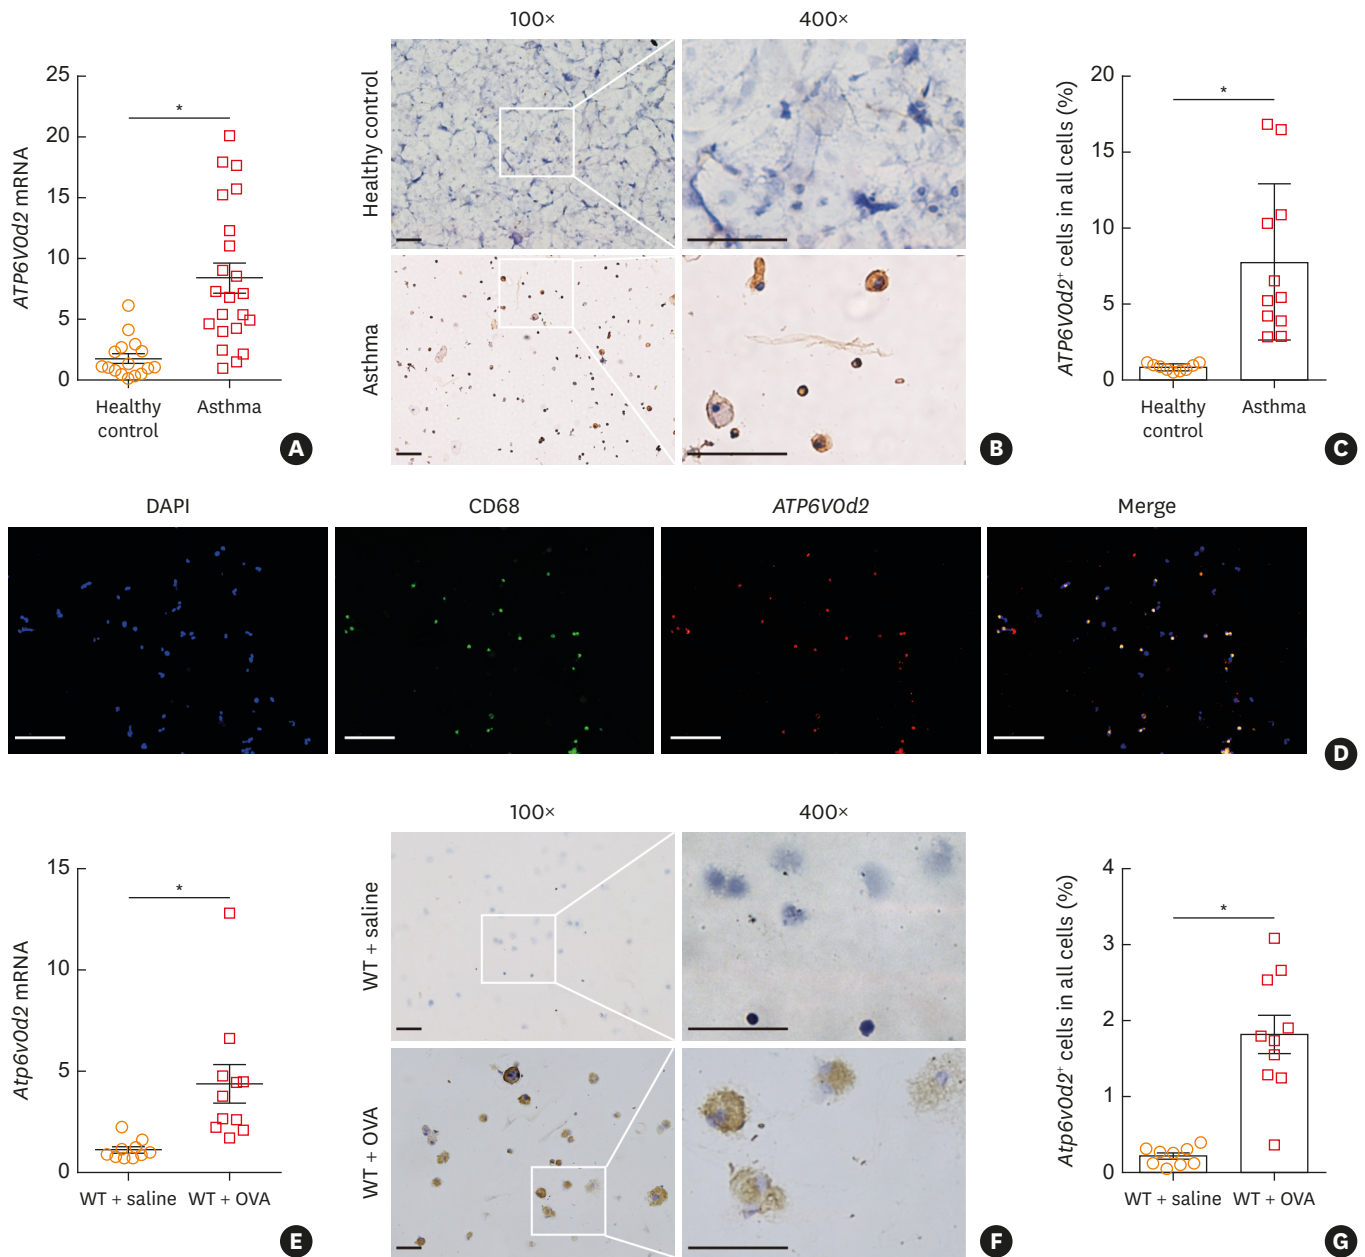 25
20
15
10
5
0
ATP6V0d2 mRNA
*
Healthy
control
Asthma
A
100×
400×
Healthy control
Asthma
B
20
15
10
5
0
ATP6V0d2⁺ cells in all cells (%)
*
Healthy
control
Asthma
C
DAPI
CD68
ATP6V0d2
Merge
D
15
10
5
0
Atp6v0d2 mRNA
*
WT + saline
WT + OVA
E
100×
400×
WT + saline
WT + OVA
F
4
3
2
1
0
Atp6v0d2⁺ cells in all cells (%)
*
WT + saline
WT + OVA
G